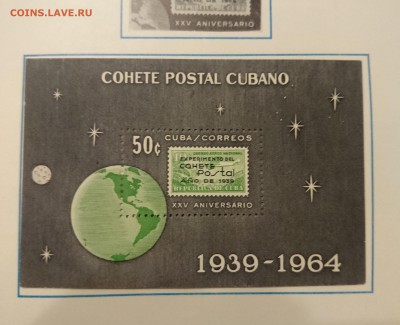 COINS.LAVE.RU
XXV ANIVERSARIO
COHETE POSTAL CUBANO
50¢ CUBA/CORREOS
EXPERIMENTO DEL
COHETE
Postal
AÑO DE 1939
REPUBLICA DE CUBA
XXV ANIVERSARIO
1939-1964